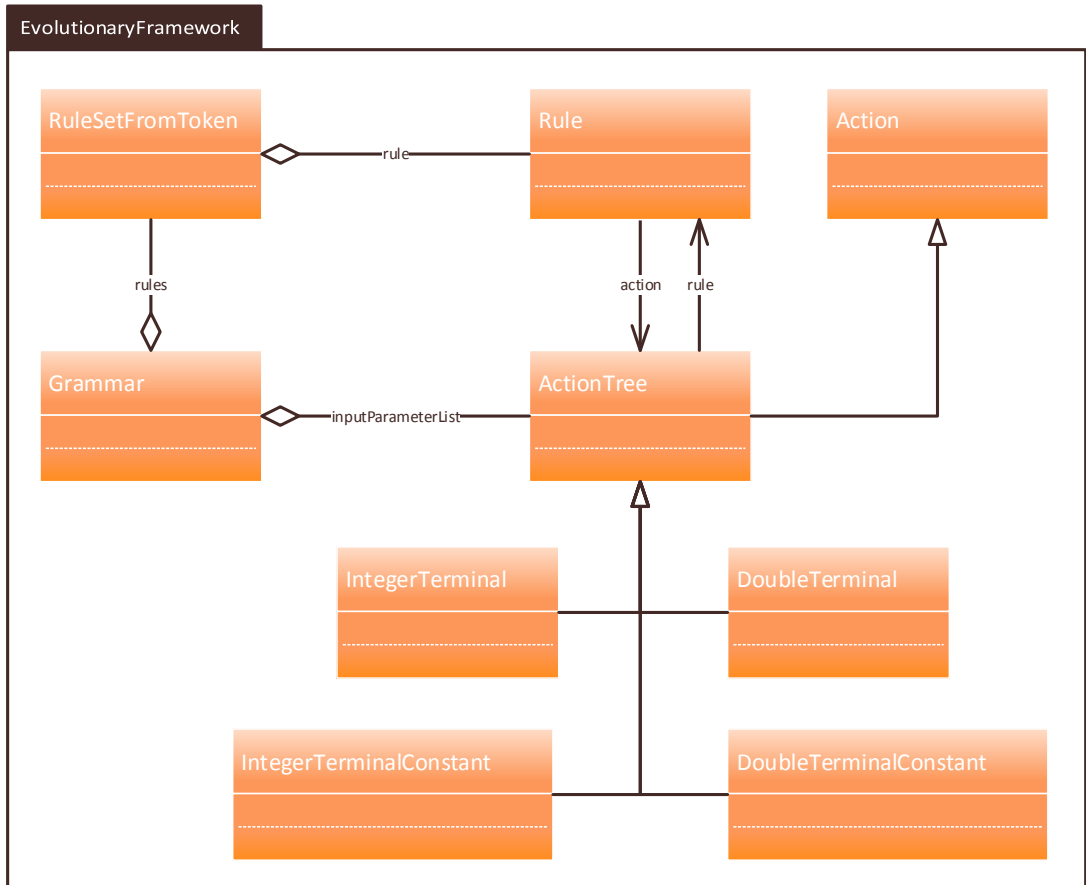 EvolutionaryFramework
RuleSetFromToken
Rule
Action
rule
rules
action
rule
Grammar
ActionTree
inputParameterList
IntegerTerminal
DoubleTerminal
IntegerTerminalConstant
DoubleTerminalConstant